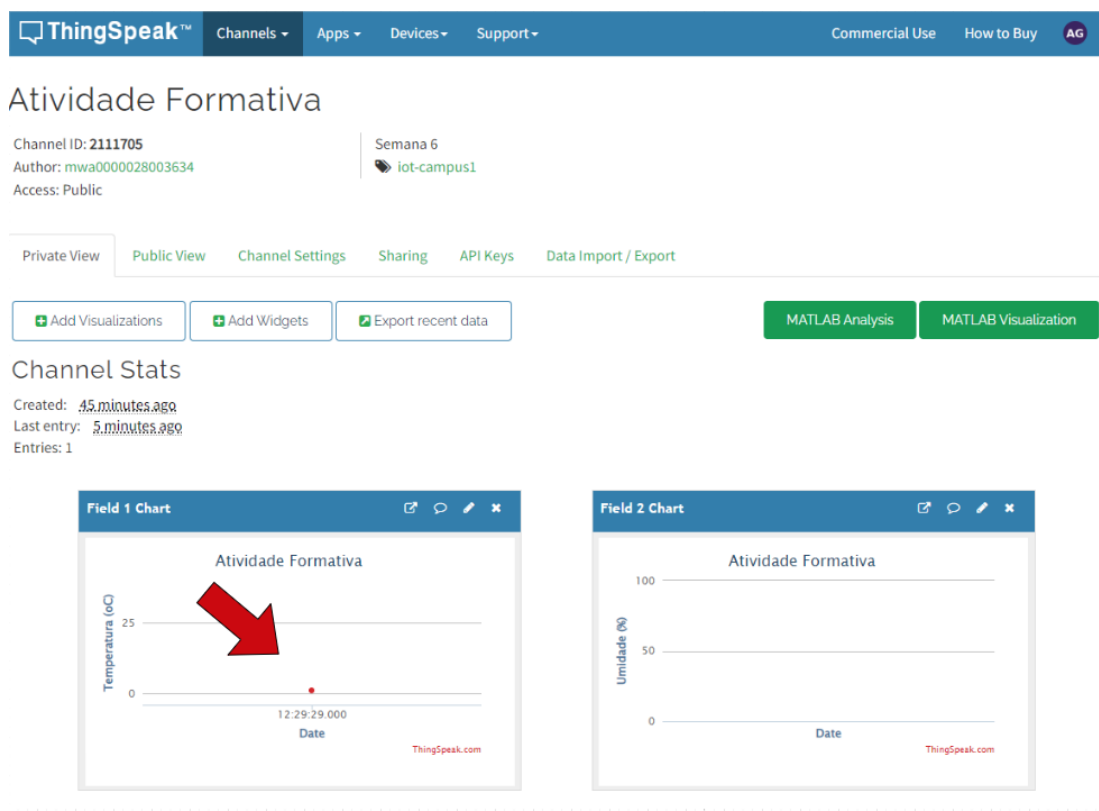 ThingSpeak™ Channels Apps Devices Support Commercial Use How to Buy AG
Atividade Formativa
Channel ID: 2111705
Author: mwa0000028003634
Access: Public
Semana 6
iot-campus1
Private View Public View Channel Settings Sharing API Keys Data Import / Export
Add Visualizations Add Widgets Export recent data MATLAB Analysis MATLAB Visualization
Channel Stats
Created: 45 minutes ago
Last entry: 5 minutes ago
Entries: 1
Field 1 Chart
Atividade Formativa
Temperatura (oC)
25
0
12:29:29.000
Date
ThingSpeak.com
Field 2 Chart
Atividade Formativa
Umidade (%)
100
50
0
Date
ThingSpeak.com